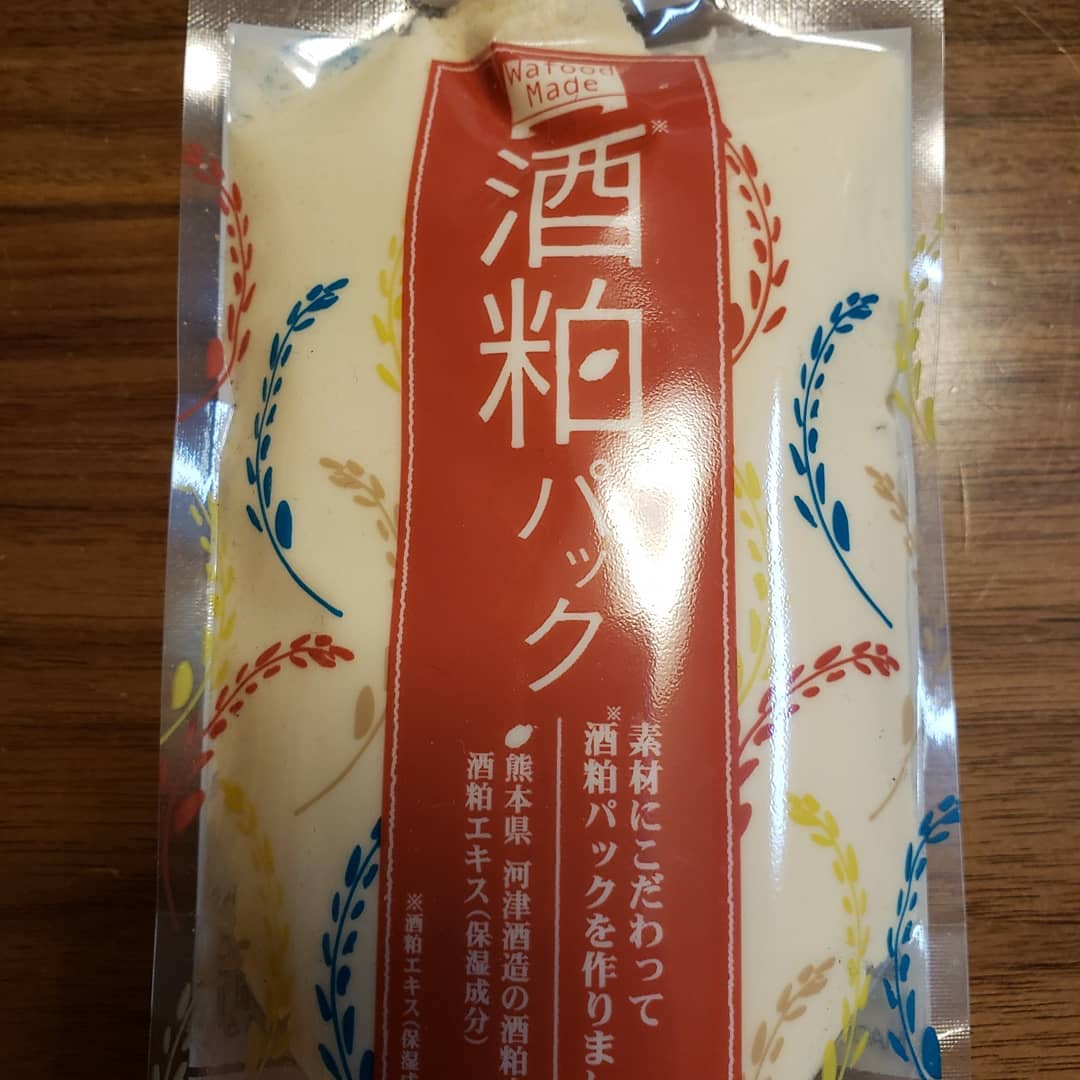 Wafood
Made
酒粕※
パック
素材にこだわって
※酒粕パックを作りまし
熊本県 河津酒造の酒粕
酒粕エキス(保湿成分)
※酒粕エキス(保湿成